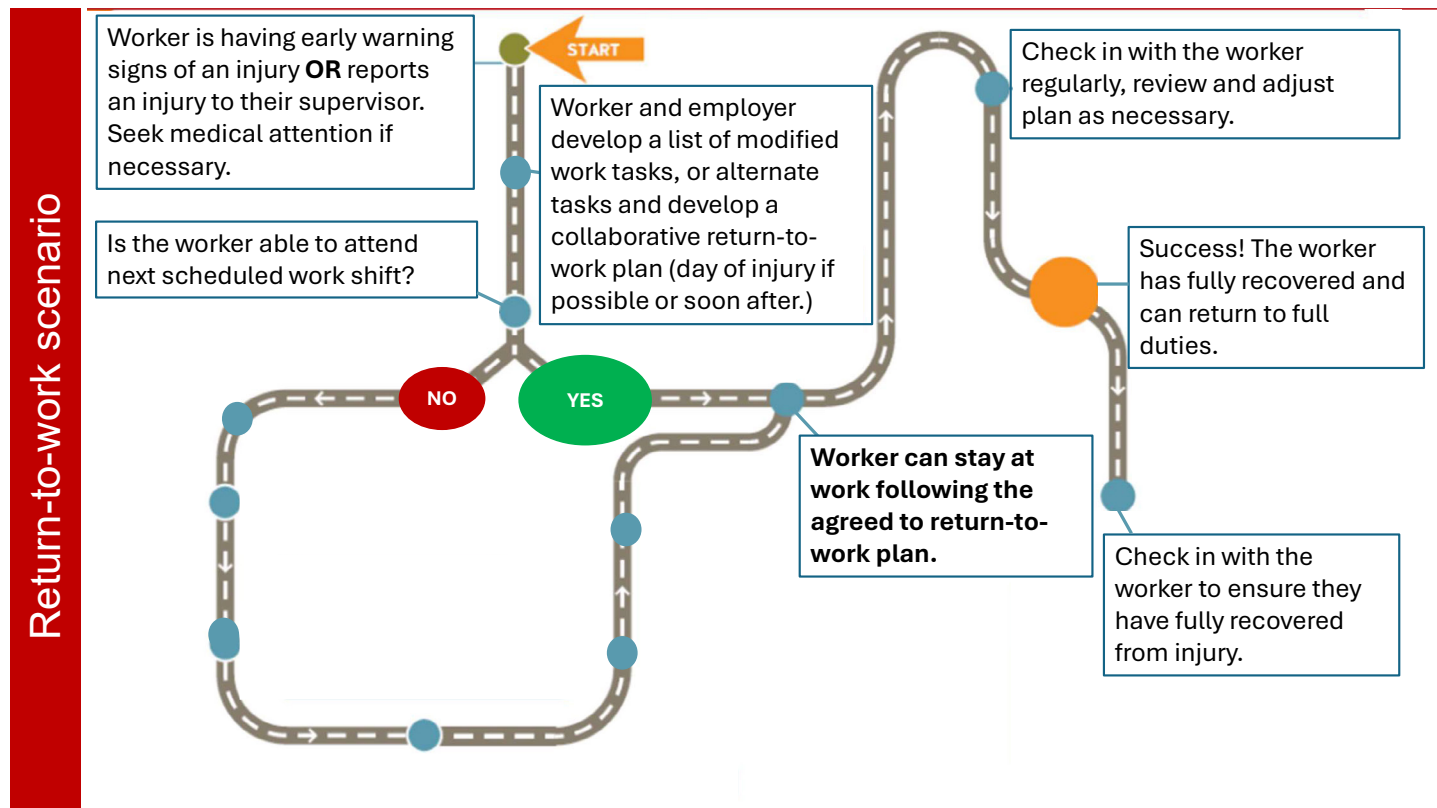 Return-to-work scenario
START
Worker is having early warning
signs of an injury OR reports
an injury to their supervisor.
Seek medical attention if
necessary.
Worker and employer
develop a list of modified
work tasks, or alternate
tasks and develop a
collaborative return-to-
work plan (day of injury if
possible or soon after.)
Is the worker able to attend
next scheduled work shift?
NO
YES
Worker can stay at
work following the
agreed to return-to-
work plan.
Check in with the worker
regularly, review and adjust
plan as necessary.
Success! The worker
has fully recovered and
can return to full
duties.
Check in with the
worker to ensure they
have fully recovered
from injury.